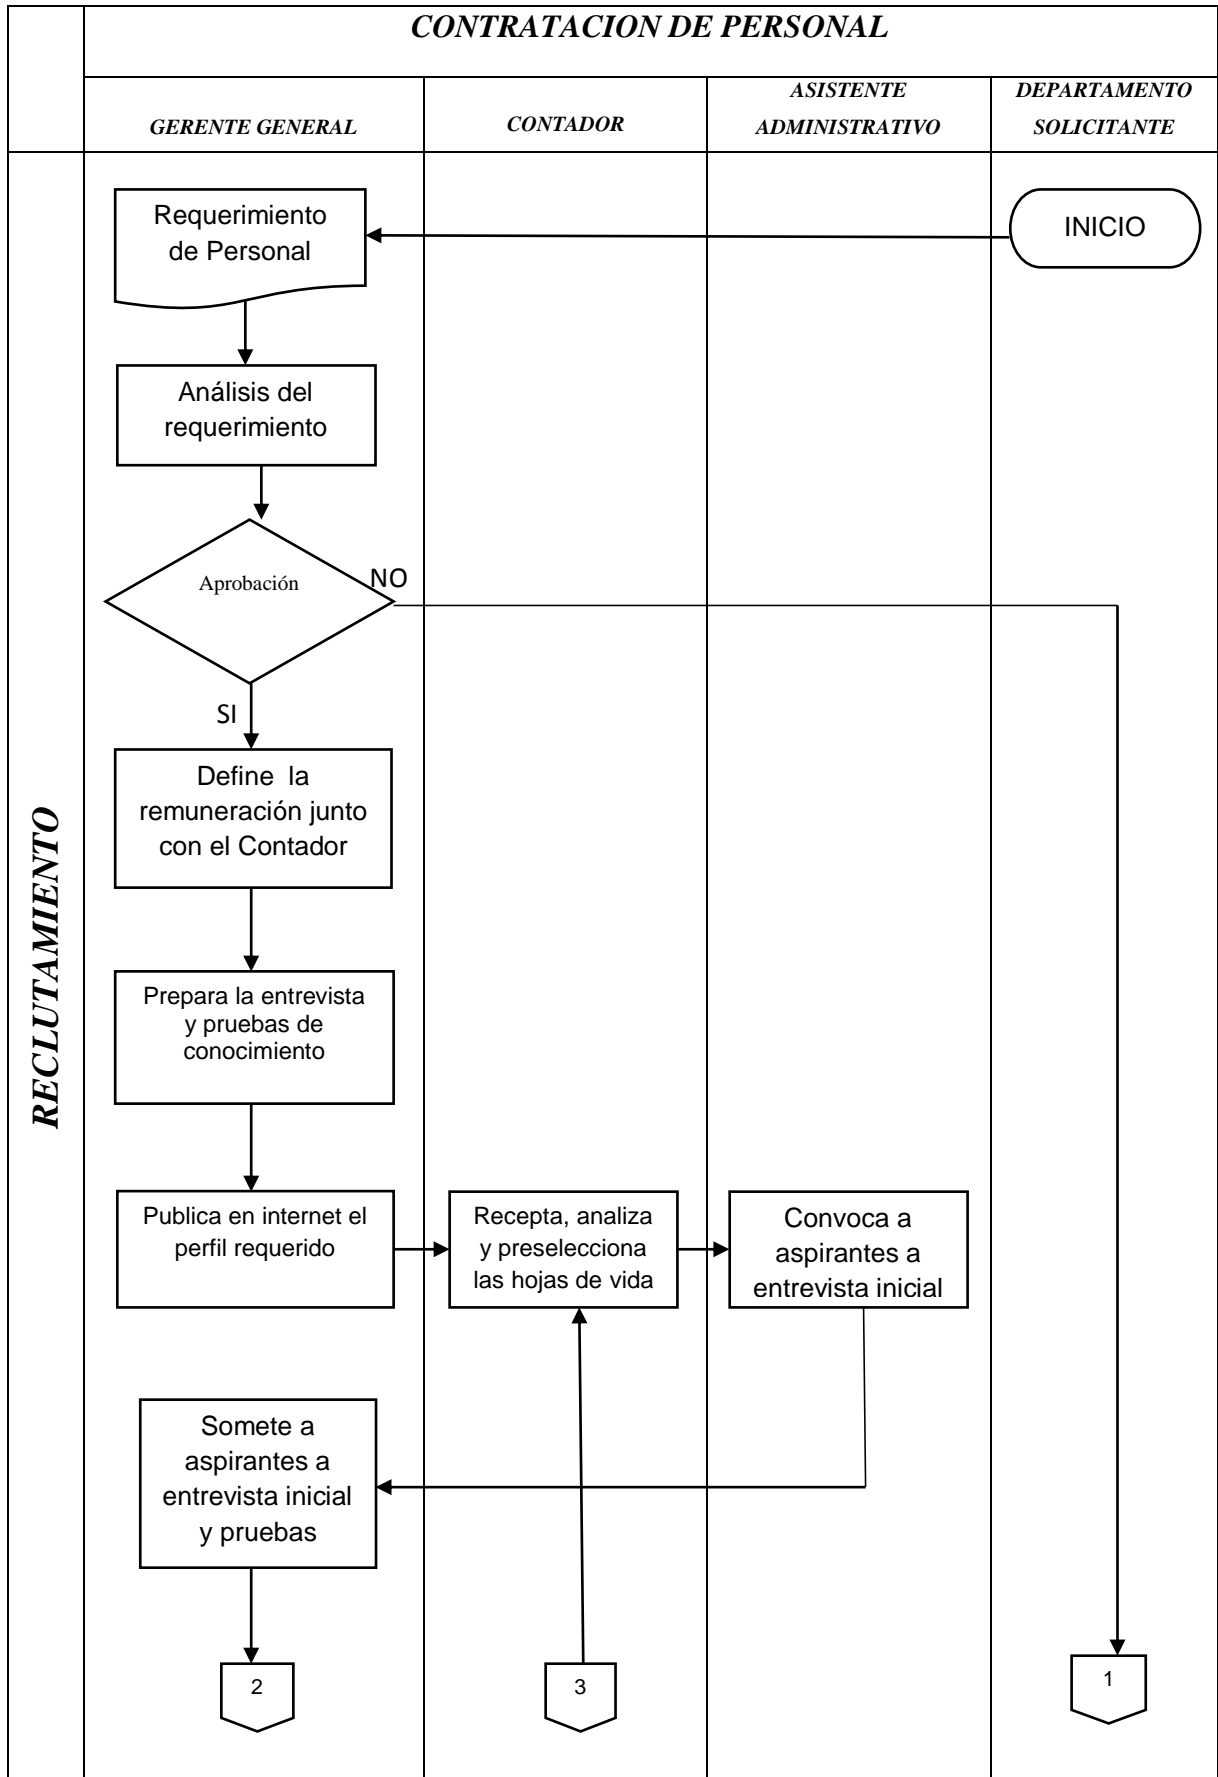 CONTRATACION DE PERSONAL
GERENTE GENERAL
CONTADOR
ASISTENTE
ADMINISTRATIVO
DEPARTAMENTO
SOLICITANTE
RECLUTAMIENTO
Requerimiento
de Personal
INICIO
Análisis del
requerimiento
Aprobación
NO
SI
Define la
remuneración junto
con el Contador
Prepara la entrevista
y pruebas de
conocimiento
Publica en internet el
perfil requerido
Recepta, analiza
y preselecciona
las hojas de vida
Convoca a
aspirantes a
entrevista inicial
Somete a
aspirantes a
entrevista inicial
y pruebas
2
3
1